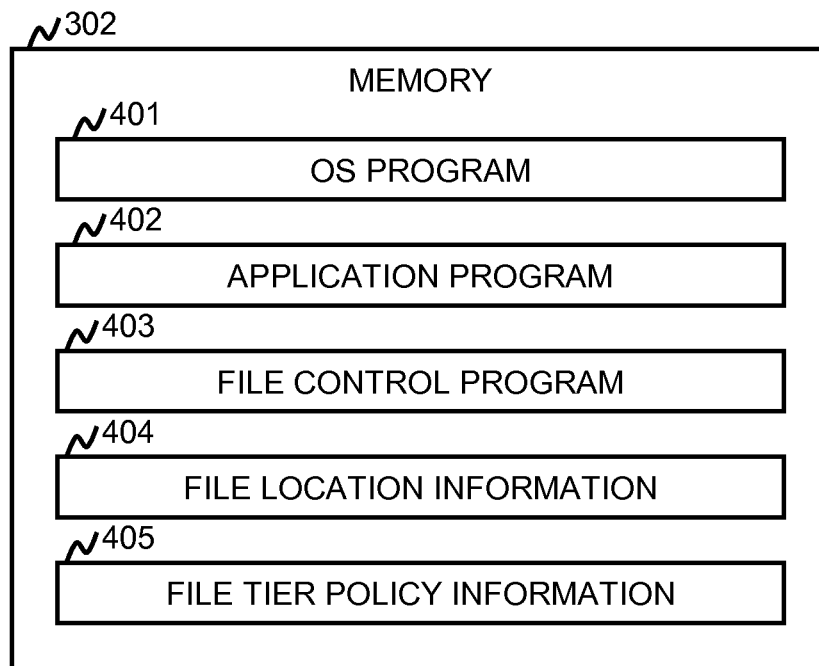 302
MEMORY
401
OS PROGRAM
402
APPLICATION PROGRAM
403
FILE CONTROL PROGRAM
404
FILE LOCATION INFORMATION
405
FILE TIER POLICY INFORMATION